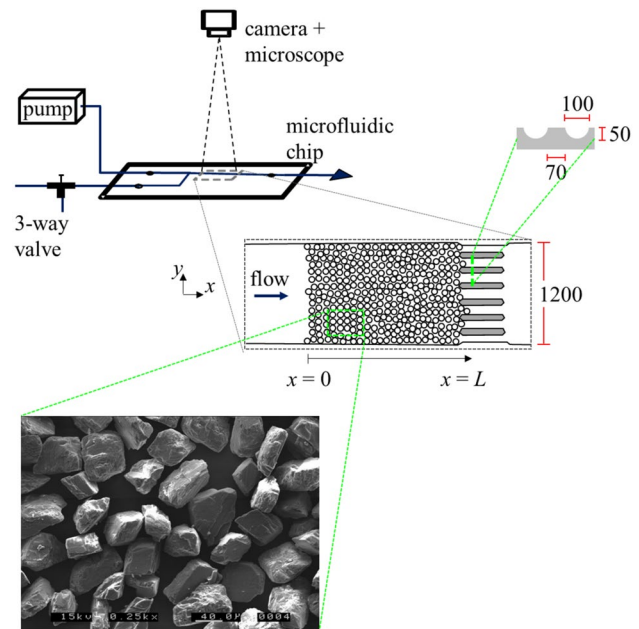 camera +
microscope
pump
microfluidic
chip
3-way
valve
100
50
70
y
x
flow
1200
x = 0
x = L
15kV 0.25kx 40.0μ 0004